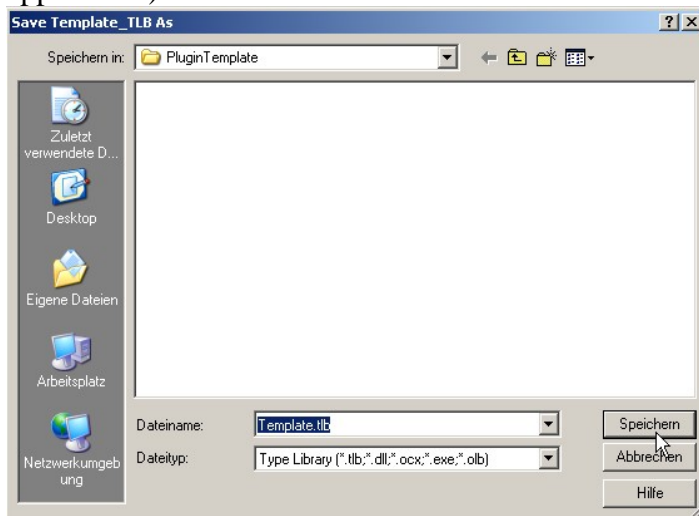 Save Template_TLB As
Speichern in:
PluginTemplate
Zuletzt
verwendete D...
Desktop
Eigene Dateien
Arbeitsplatz
Netzwerkumgeb
ung
Dateiname:
Template.tlb
Speichern
Dateityp:
Type Library (*.tlb;*.dll;*.ocx;*.exe;*.olb)
Abbrechen
Hilfe